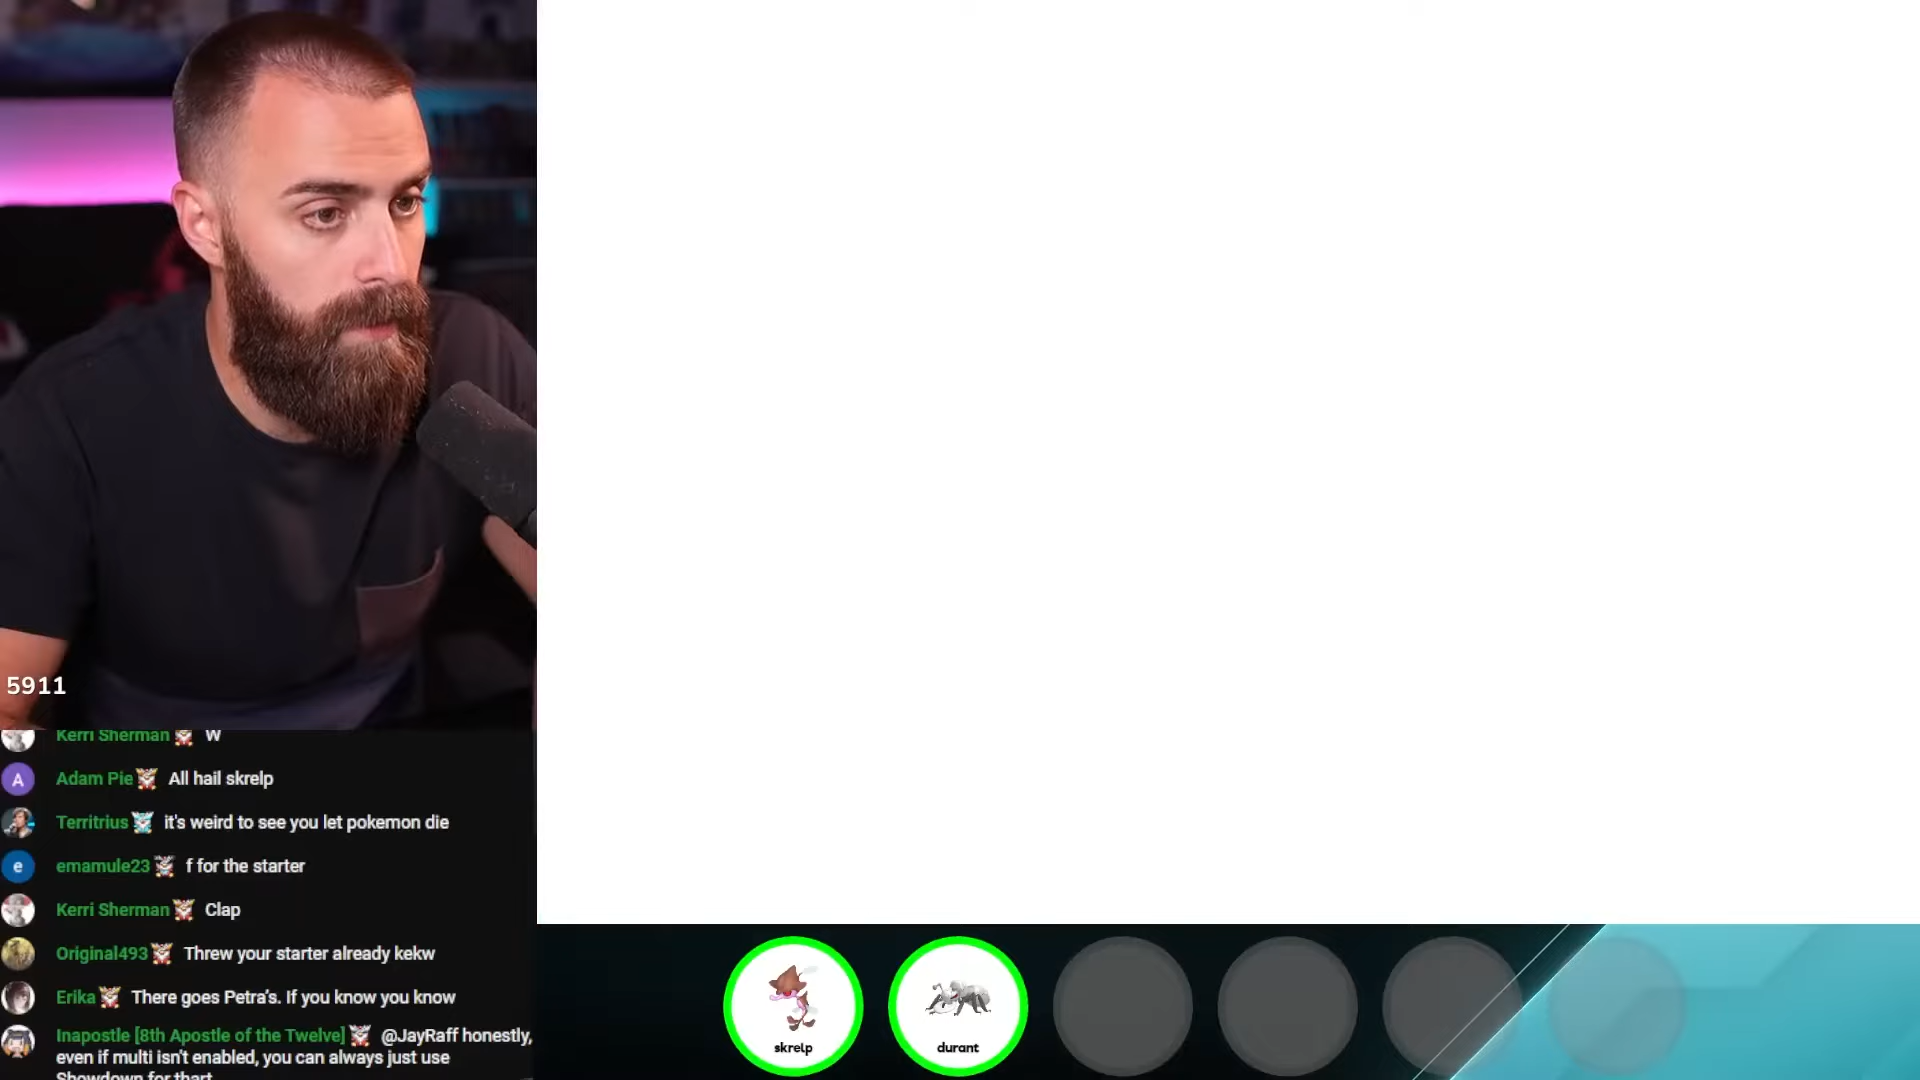 5911
Kerri Sherman W
A Adam Pie All hail skrelp
Territrius it's weird to see you let pokemon die
e emamule23 f for the starter
Kerri Sherman Clap
Original493 Threw your starter already kekw
Erika There goes Petra's. If you know you know
Inapostle [8th Apostle of the Twelve] @JayRaff honestly,
even if multi isn't enabled, you can always just use
Showdown for thart
skrelp
durant